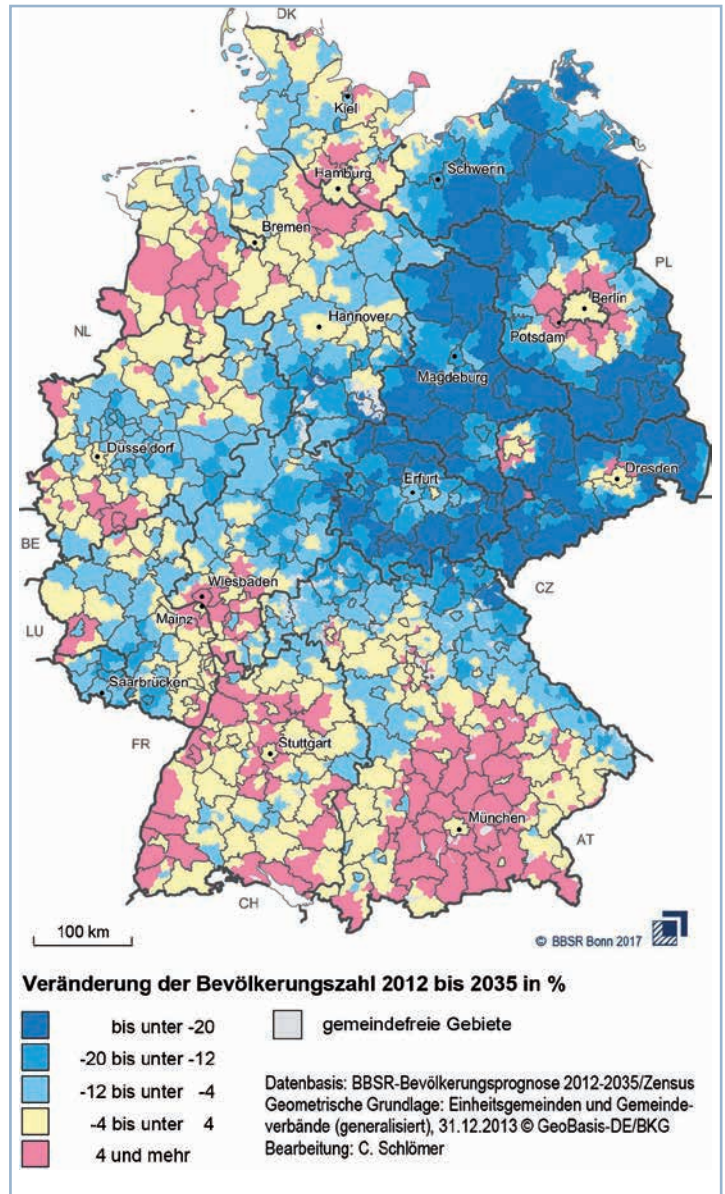 DK
Kiel
Schwerin
Hamburg
Bremen
PL
Berlin
NL
Hannover
Potsdam
Magdeburg
Düsseldorf
Dresden
Erfurt
BE
Wiesbaden
CZ
LU
Mainz
Saarbrücken
FR
Stuttgart
München
AT
CH
100 km
© BBSR Bonn 2017
Veränderung der Bevölkerungszahl 2012 bis 2035 in %
bis unter -20
-20 bis unter -12
-12 bis unter -4
-4 bis unter 4
4 und mehr
gemeindefreie Gebiete
Datenbasis: BBSR-Bevölkerungsprognose 2012-2035/Zensus
Geometrische Grundlage: Einheitsgemeinden und Gemeinde-
verbände (generalisiert), 31.12.2013 © GeoBasis-DE/BKG
Bearbeitung: C. Schlömer